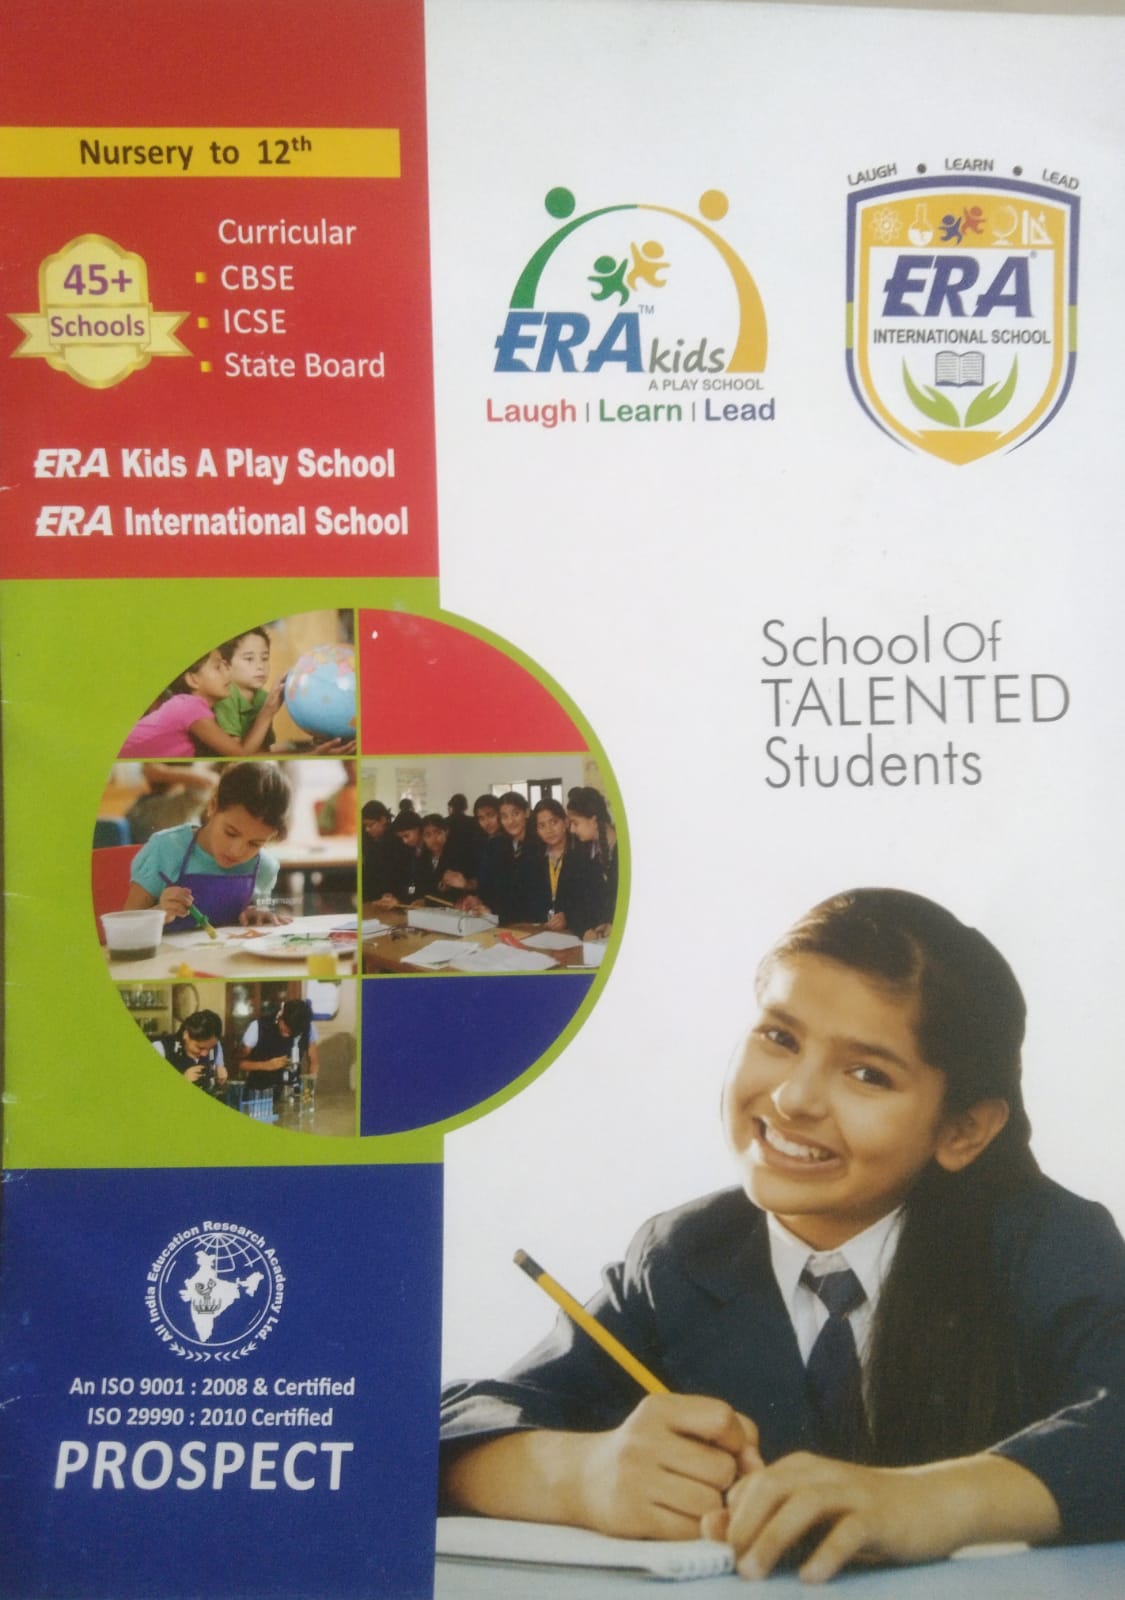 Nursery to 12th
45+
Schools
Curricular
CBSE
ICSE
State Board
ERA Kids A Play School
ERA International School
ERA™ kids
A PLAY SCHOOL
Laugh | Learn | Lead
LAUGH • LEARN • LEAD
ERA®
INTERNATIONAL SCHOOL
School Of
TALENTED
Students
gettyimages
All India Education Research Academy Ltd.
An ISO 9001 : 2008 & Certified
ISO 29990 : 2010 Certified
PROSPECT